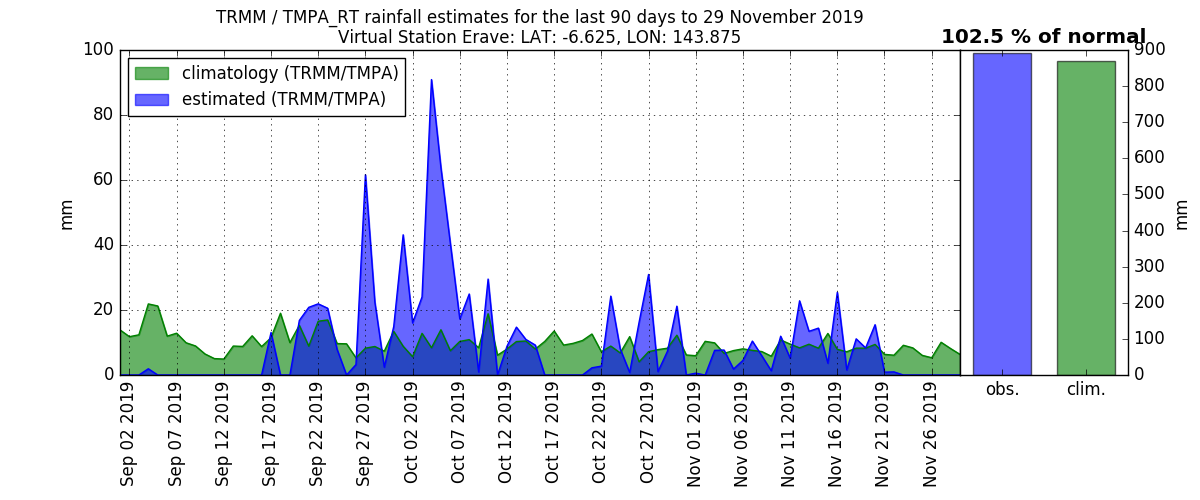 TRMM / TMPA_RT rainfall estimates for the last 90 days to 29 November 2019
Virtual Station Erave: LAT: -6.625, LON: 143.875
102.5 % of normal
climatology (TRMM/TMPA)
estimated (TRMM/TMPA)
mm
100
80
60
40
20
0
Sep 02 2019
Sep 07 2019
Sep 12 2019
Sep 17 2019
Sep 22 2019
Sep 27 2019
Oct 02 2019
Oct 07 2019
Oct 12 2019
Oct 17 2019
Oct 22 2019
Oct 27 2019
Nov 01 2019
Nov 06 2019
Nov 11 2019
Nov 16 2019
Nov 21 2019
Nov 26 2019
900
800
700
600
500
400
300
200
100
0
mm
obs.
clim.